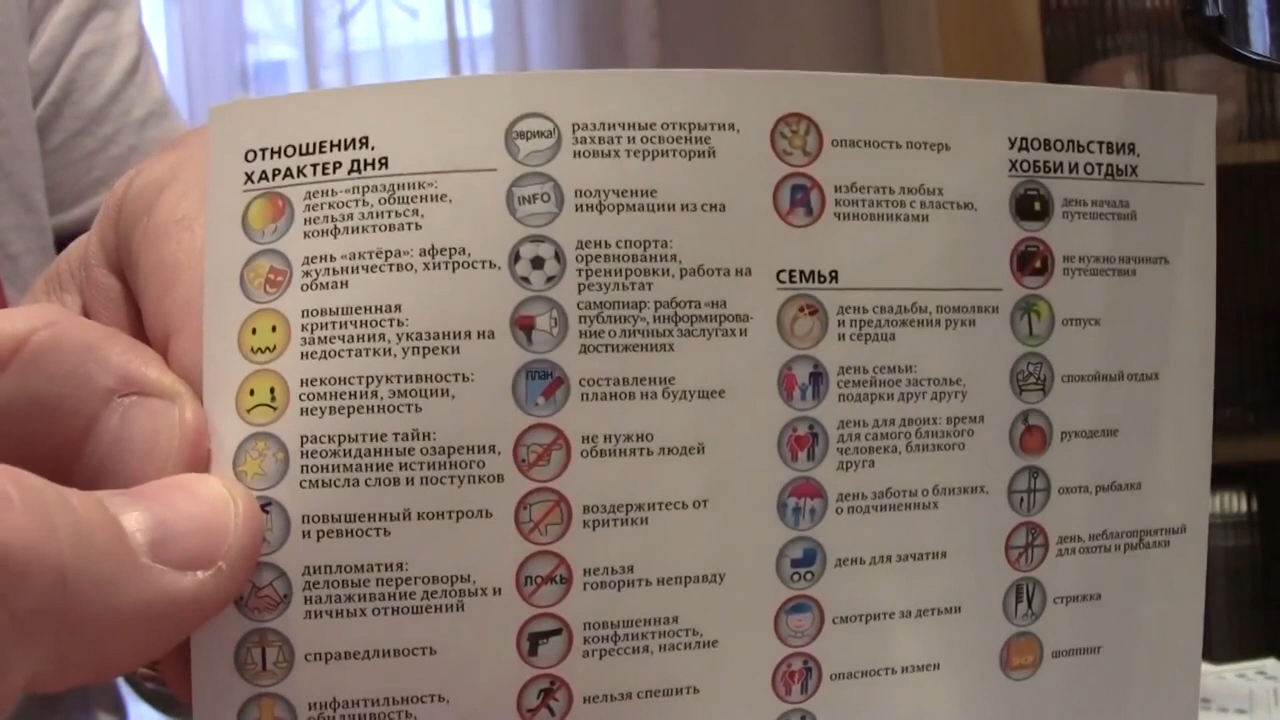 ОТНОШЕНИЯ,
ХАРАКТЕР ДНЯ
день-«праздник»:
легкость, общение,
нельзя злиться,
конфликтовать
день «актёра»: афера,
жульничество, хитрость,
обман
повышенная
критичность:
замечания, указания на
недостатки, упреки
неконструктивность:
сомнения, эмоции,
неуверенность
раскрытие тайн:
неожиданные озарения,
понимание истинного
смысла слов и поступков
повышенный контроль
и ревность
дипломатия:
деловые переговоры,
налаживание деловых и
личных отношений
справедливость
инфантильность,
обидчивость,
эврика!
различные открытия,
захват и освоение
новых территорий
INFO
получение
информации из сна
день спорта:
оревнования,
тренировки, работа на
результат
самопиар: работа «на
публику», информирова-
ние о личных заслугах и
достижениях
ПЛАН
составление
планов на будущее
не нужно
обвинять людей
воздержитесь от
критики
ЛОЖЬ
нельзя
говорить неправду
повышенная
конфликтность,
агрессия, насилие
нельзя спешить
опасность потерь
избегать любых
контактов с властью,
чиновниками
СЕМЬЯ
день свадьбы, помолвки
и предложения руки
и сердца
день семьи:
семейное застолье,
подарки друг другу
день для двоих: время
для самого близкого
человека, близкого
друга
день заботы о близких,
о подчиненных
день для зачатия
смотрите за детьми
опасность измен
УДОВОЛЬСТВИЯ,
ХОББИ И ОТДЫХ
день начала
путешествий
не нужно начинать
путешествия
отпуск
спокойный отдых
рукоделие
охота, рыбалка
день, неблагоприятный
для охоты и рыбалки
стрижка
SHOP
шоппинг